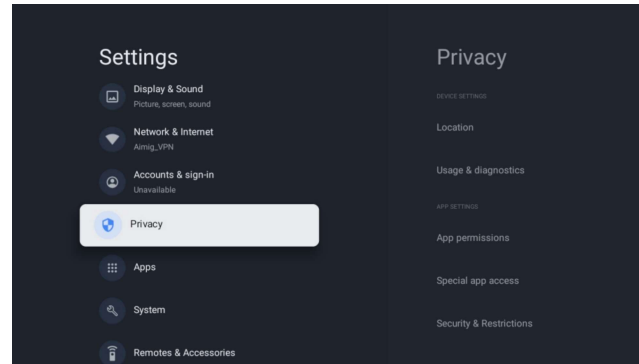 Settings
Display & Sound
Picture, screen, sound
Network & Internet
Aimig_VPN
Accounts & sign-in
Unavailable
Privacy
Apps
System
Remotes & Accessories
Privacy
DEVICE SETTINGS
Location
Usage & diagnostics
APP SETTINGS
App permissions
Special app access
Security & Restrictions